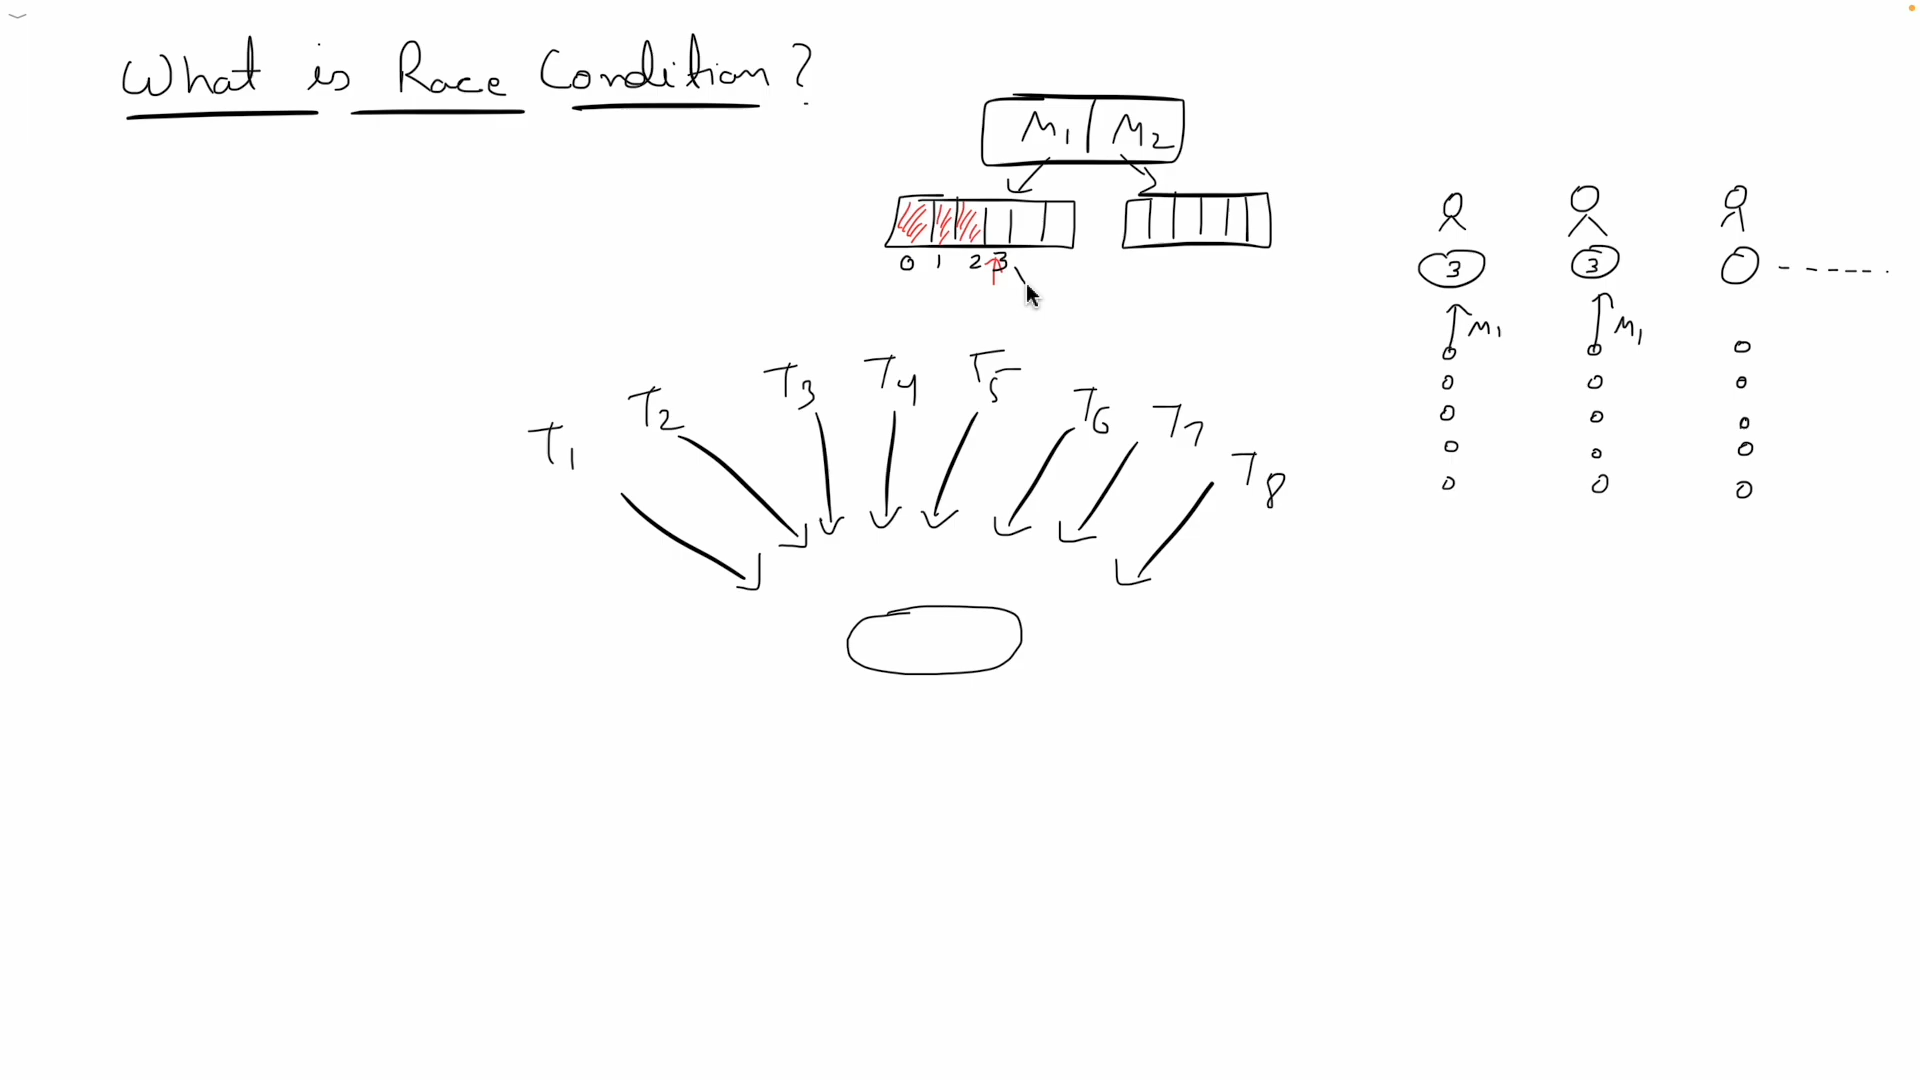 What is Race Condition?
M1 M2
0 1 2 3
3 3
M1 M1
T1 T2 T3 T4 T5 T6 T7 T8